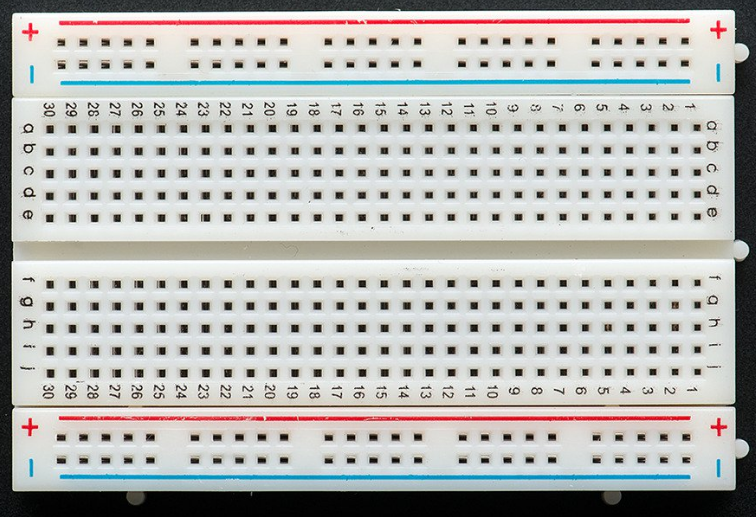 + +
- -
30 29 28 27 26 25 24 23 22 21 20 19 18 17 16 15 14 13 12 11 10 9 8 7 6 5 4 3 2 1
a a
b b
c c
d d
e e
f f
g g
h h
i i
j j
30 29 28 27 26 25 24 23 22 21 20 19 18 17 16 15 14 13 12 11 10 9 8 7 6 5 4 3 2 1
+ +
- -